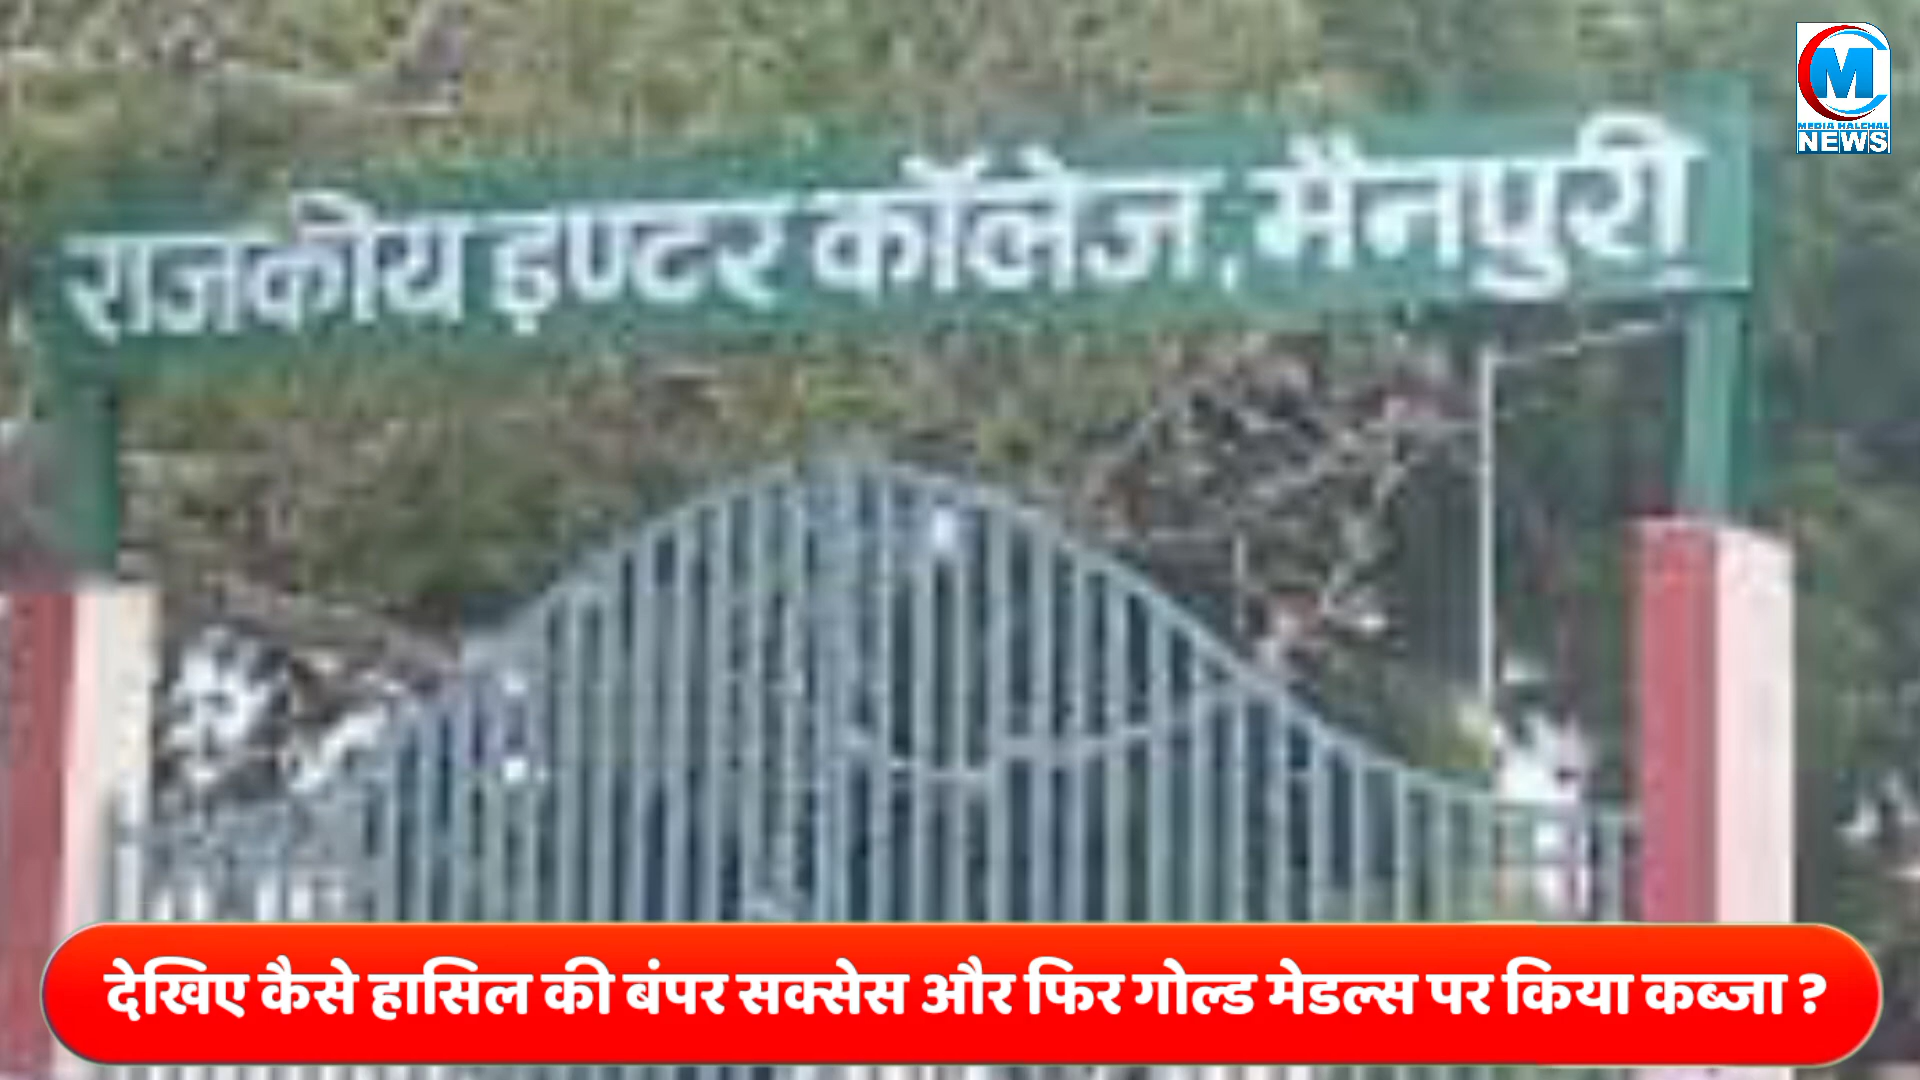 MEDIA HALCHAL
NEWS
राजकीय इण्टर कॉलेज, मैनपुरी
देखिए कैसे हासिल की बंपर सक्सेस और फिर गोल्ड मेडल्स पर किया कब्जा ?